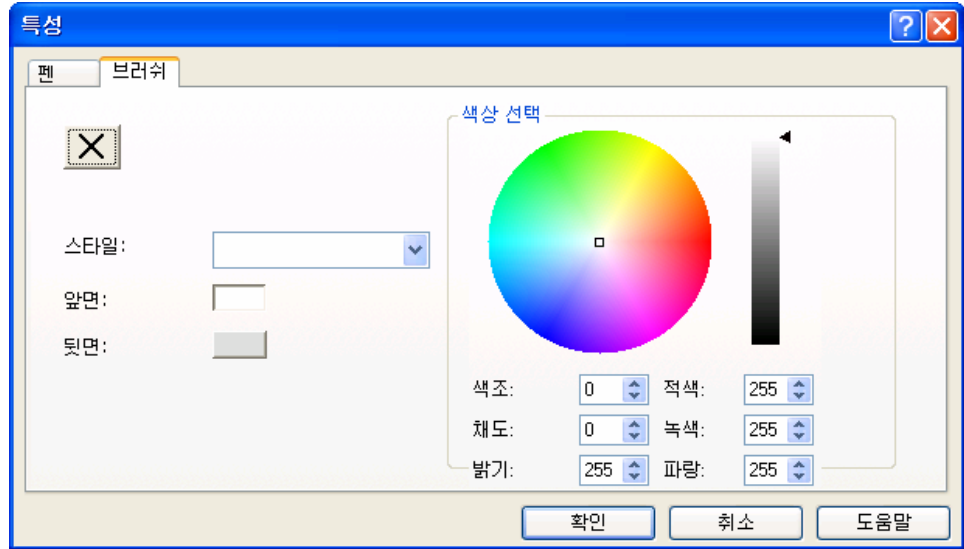 특성
펜 브러쉬
색상 선택
스타일:
앞면:
뒷면:
색조: 0 적색: 255
채도: 0 녹색: 255
밝기: 255 파랑: 255
확인 취소 도움말